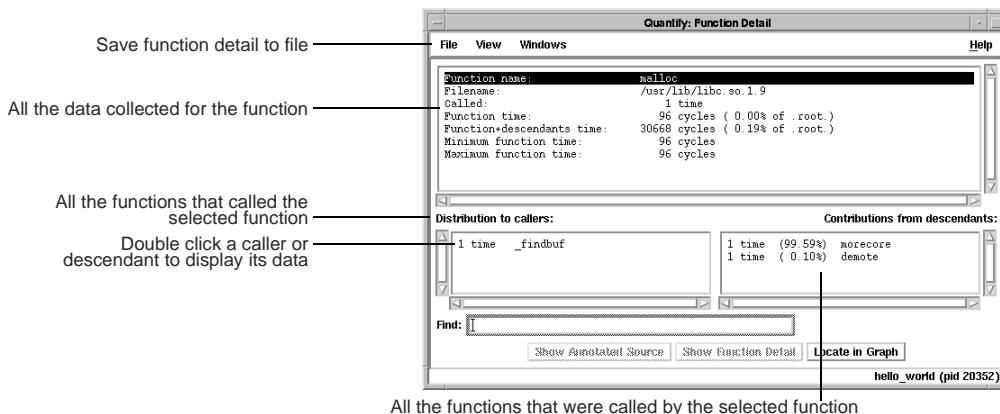 Quantify: Function Detail
Save function detail to file
File View Windows Help
Function name: malloc
Filename: /usr/lib/libc.so.1.9
Called: 1 time
Function time: 96 cycles ( 0.00% of .root.)
Function+descendants time: 30668 cycles ( 0.19% of .root.)
Minimum function time: 96 cycles
Maximum function time: 96 cycles
All the data collected for the function
All the functions that called the
selected function
Distribution to callers: Contributions from descendants:
Double click a caller or
descendant to display its data
1 time _findbuf
1 time (99.59%) morecore
1 time ( 0.10%) demote
Find:
Show Annotated Source Show Function Detail Locate in Graph
hello_world (pid 20352)
All the functions that were called by the selected function